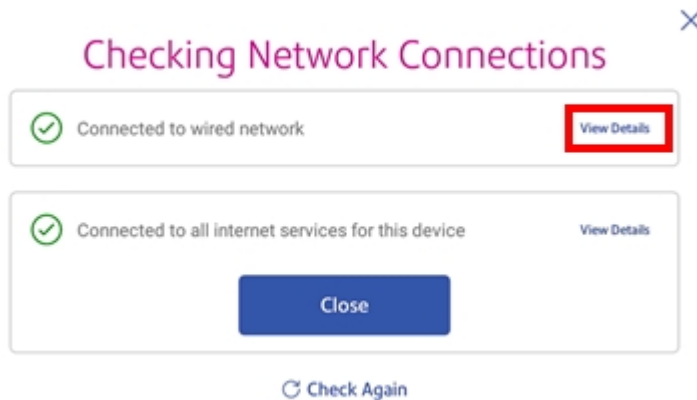 Checking Network Connections
Connected to wired network
View Details
Connected to all internet services for this device
View Details
Close
Check Again